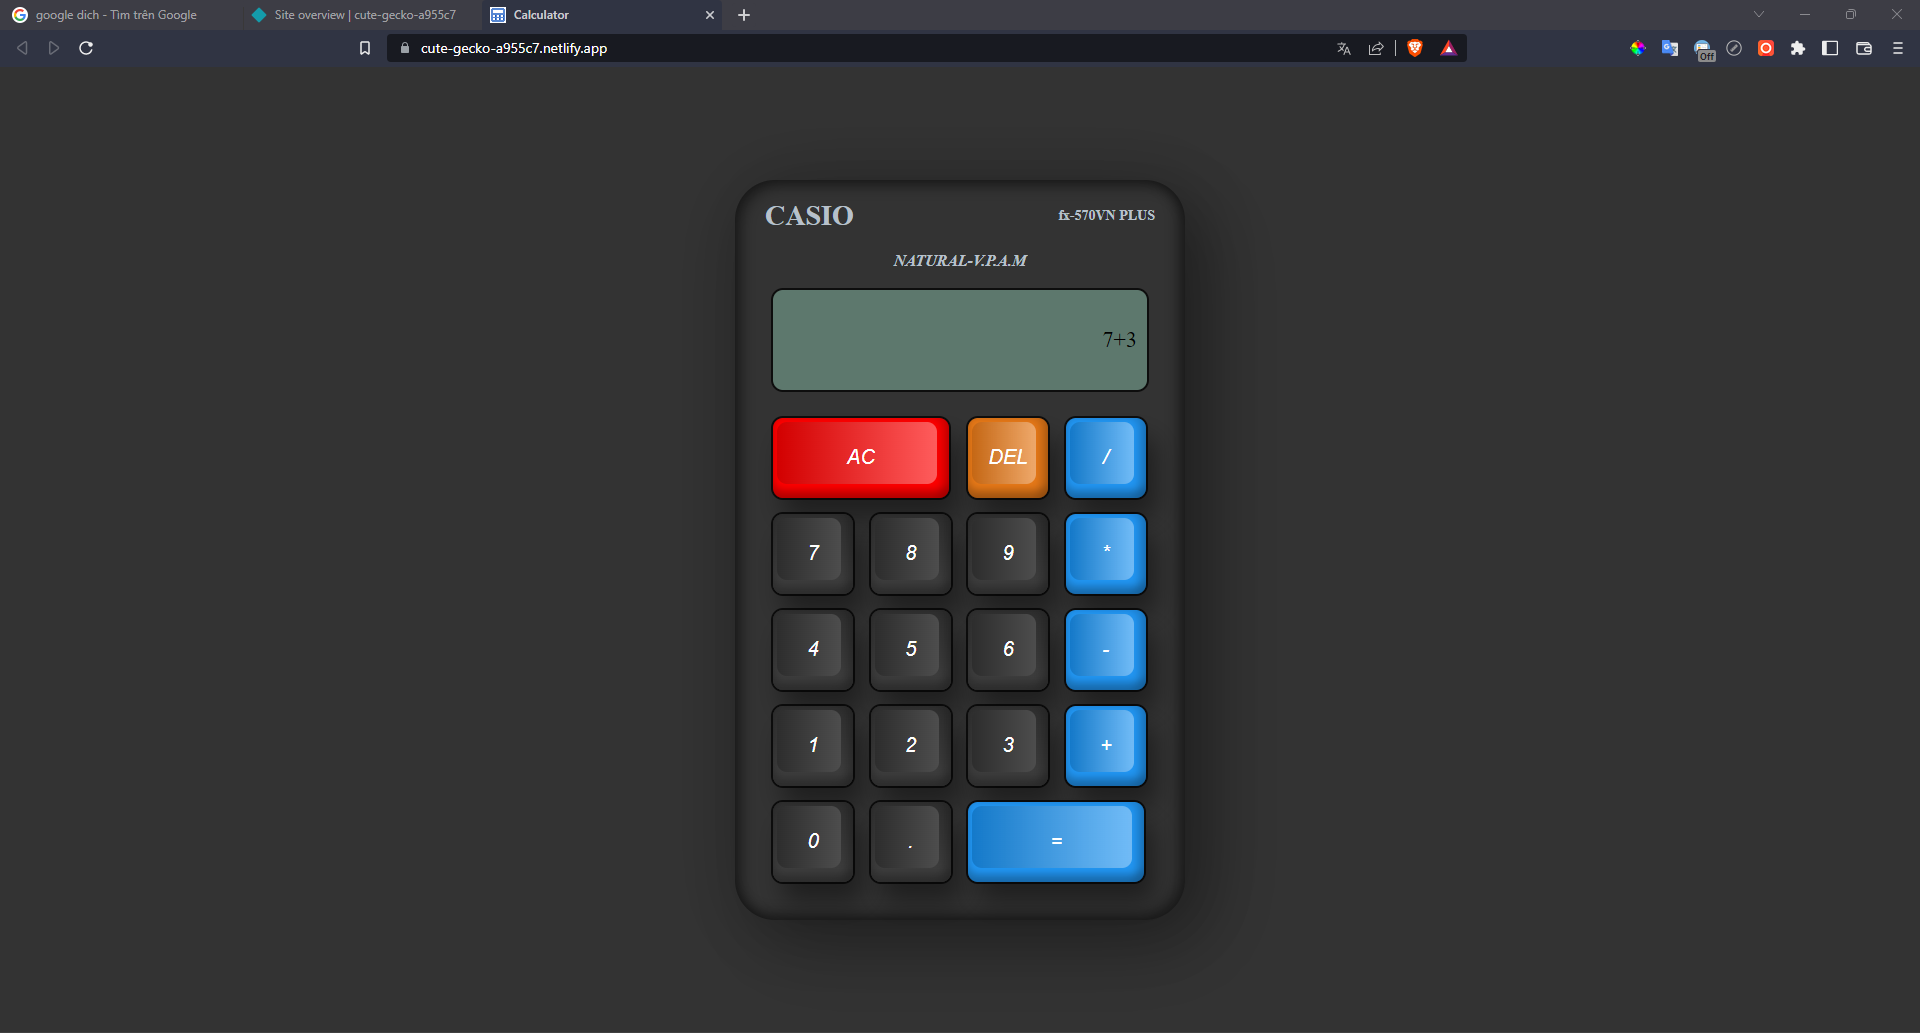 google dich - Tìm trên Google
Site overview | cute-gecko-a955c7
Calculator
cute-gecko-a955c7.netlify.app
Off
CASIO
fx-570VN PLUS
NATURAL-V.P.A.M
7+3
AC DEL /
7 8 9 *
4 5 6 -
1 2 3 +
0 . =